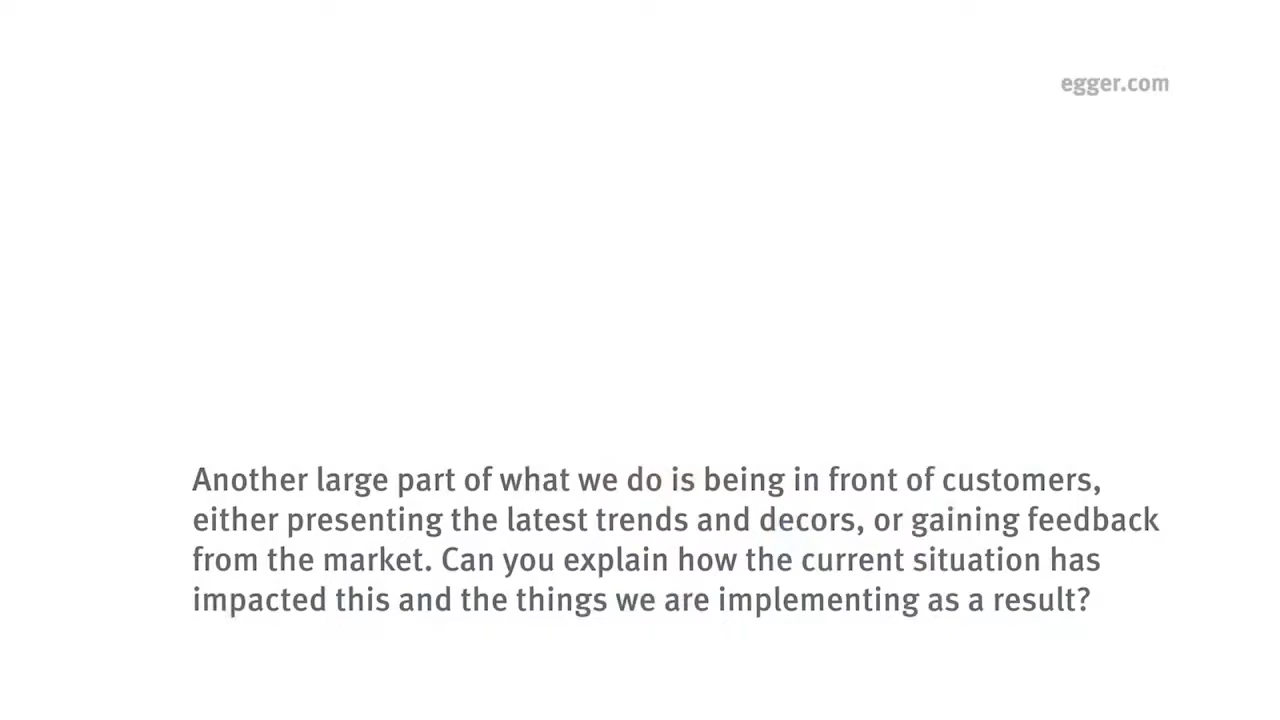 egger.com
Another large part of what we do is being in front of customers,
either presenting the latest trends and decors, or gaining feedback
from the market. Can you explain how the current situation has
impacted this and the things we are implementing as a result?